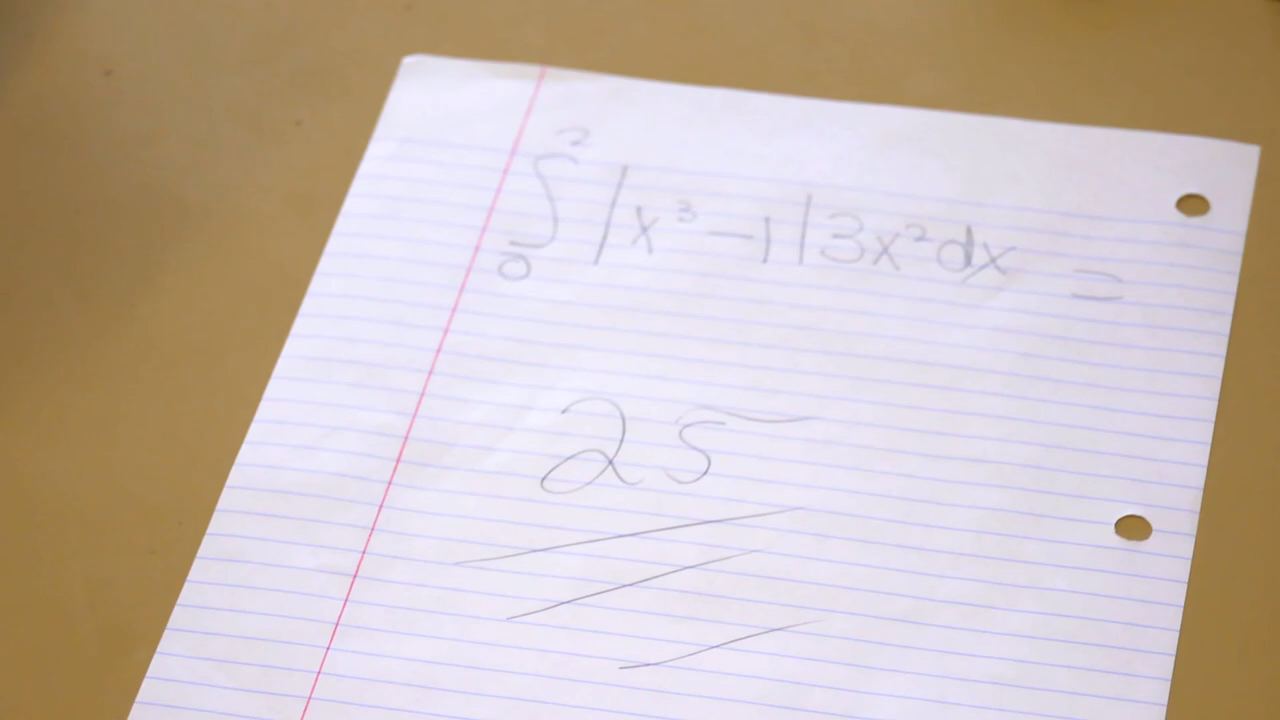 ∫₀² |x³ − 1| 3x² dx =
25